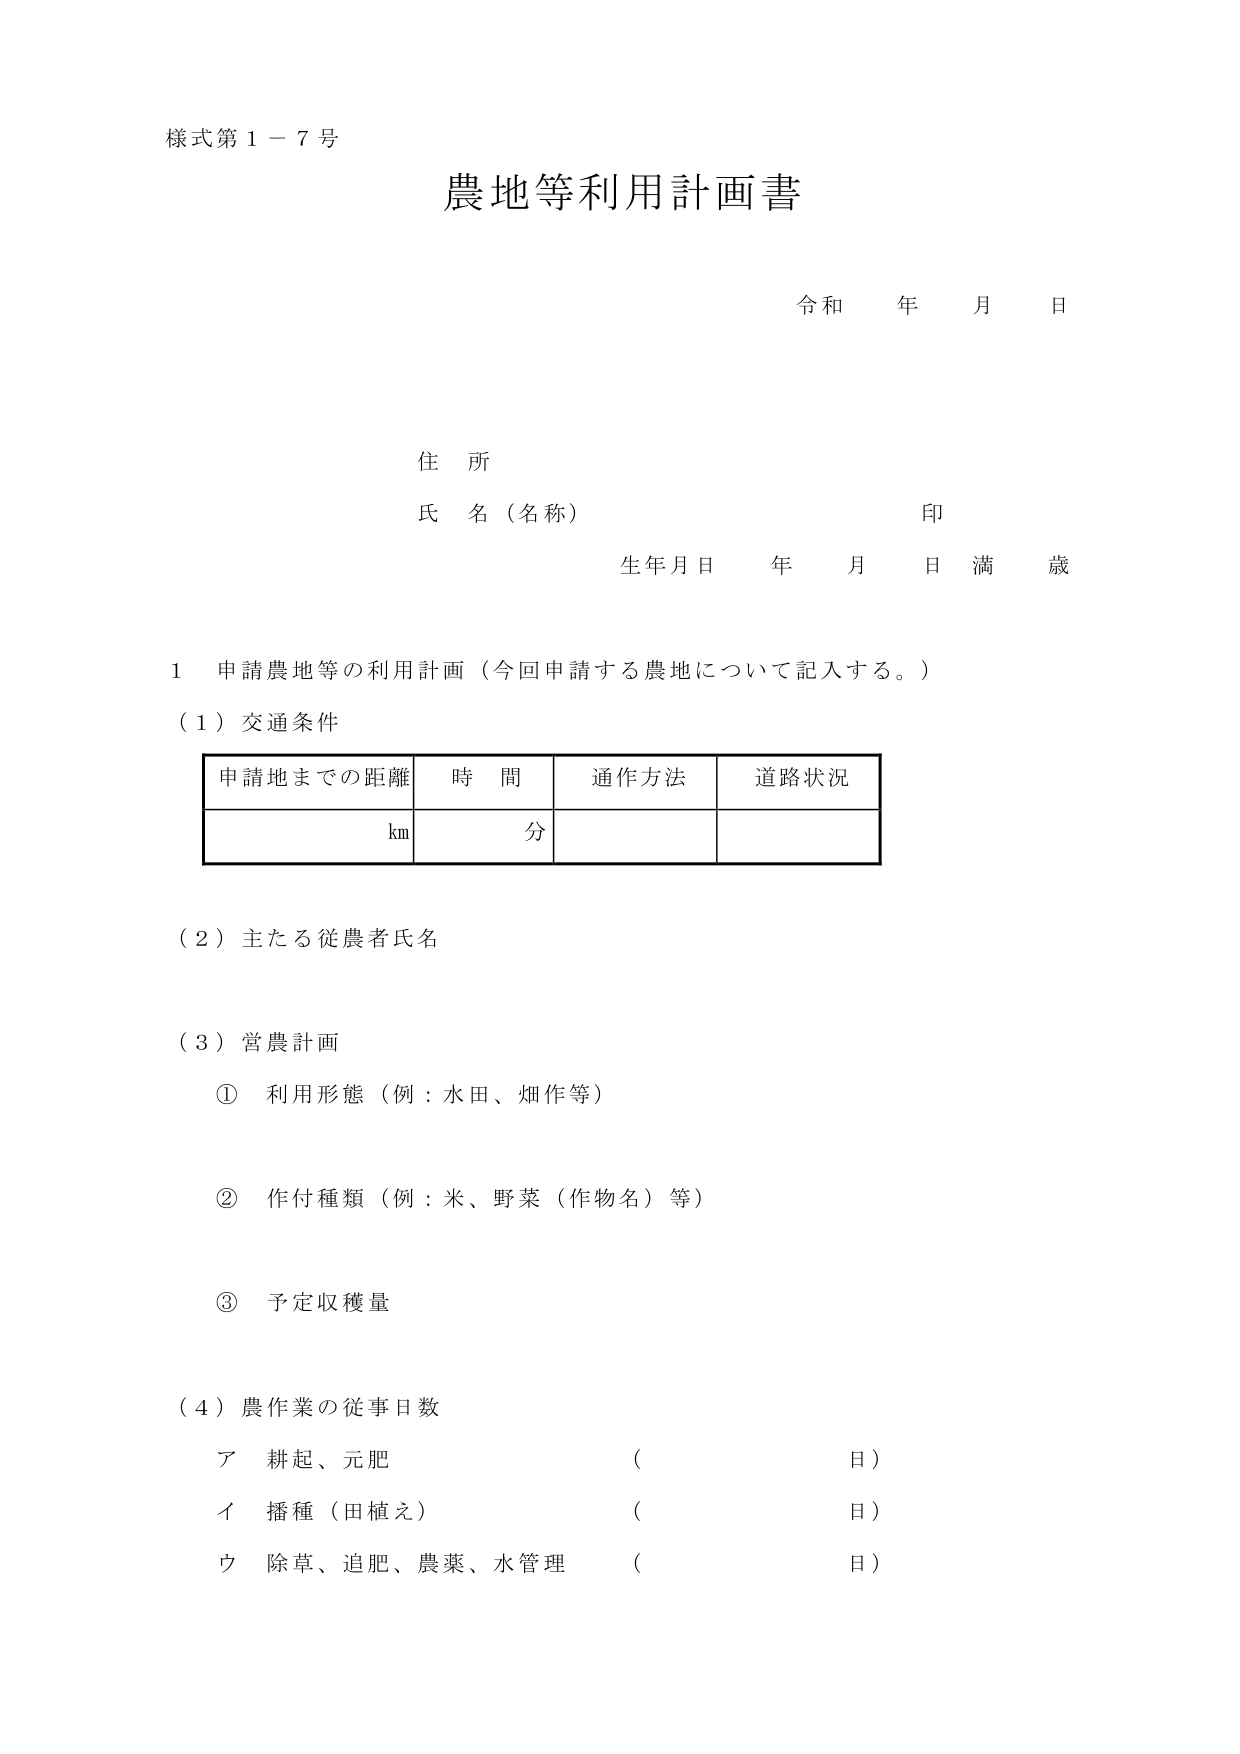 様式第１－７号
農地等利用計画書
令和　　年　　月　　日
住　所
氏　名（名称）　　　　　　　　　　　　　印
生年月日　　年　　月　　日　満　　歳
１　申請農地等の利用計画（今回申請する農地について記入する。）
（１）交通条件
申請地までの距離　時　間　通作方法　道路状況
㎞　分
（２）主たる従農者氏名
（３）営農計画
①　利用形態（例：水田、畑作等）
②　作付種類（例：米、野菜（作物名）等）
③　予定収穫量
（４）農作業の従事日数
ア　耕起、元肥　　　　　　　　　（　　　　　　　　日）
イ　播種（田植え）　　　　　　　（　　　　　　　　日）
ウ　除草、追肥、農薬、水管理　　（　　　　　　　　日）